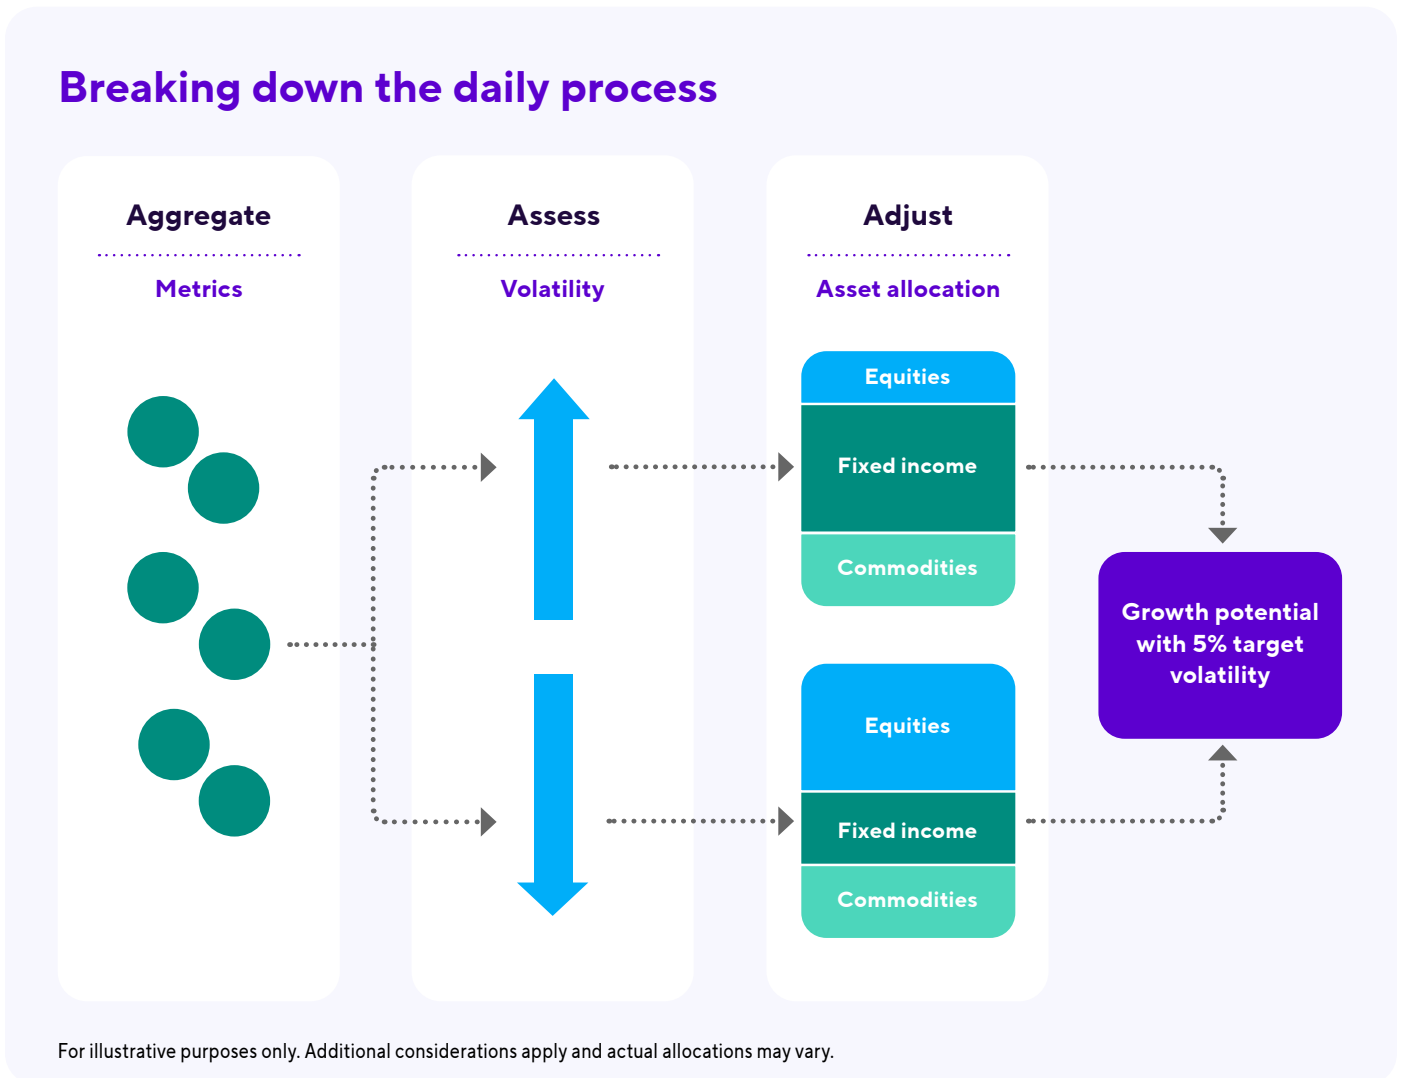 Breaking down the daily process
Aggregate
Metrics
Assess
Volatility
Adjust
Asset allocation
Equities
Fixed income
Commodities
Equities
Fixed income
Commodities
Growth potential
with 5% target
volatility
For illustrative purposes only. Additional considerations apply and actual allocations may vary.